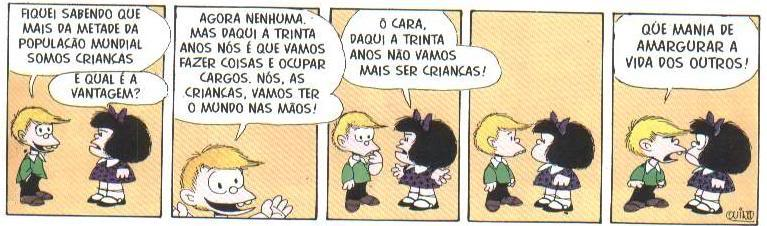 FIQUEI SABENDO QUE
MAIS DA METADE DA
POPULAÇÃO MUNDIAL
SOMOS CRIANÇAS
E QUAL É A
VANTAGEM?
AGORA NENHUMA.
MAS DAQUI A TRINTA
ANOS NÓS É QUE VAMOS
FAZER COISAS E OCUPAR
CARGOS. NÓS, AS
CRIANÇAS, VAMOS TER
O MUNDO NAS MÃOS!
Ô CARA,
DAQUI A TRINTA
ANOS NÃO VAMOS
MAIS SER CRIANÇAS!
QUE MANIA DE
AMARGURAR A
VIDA DOS OUTROS!
QUINO